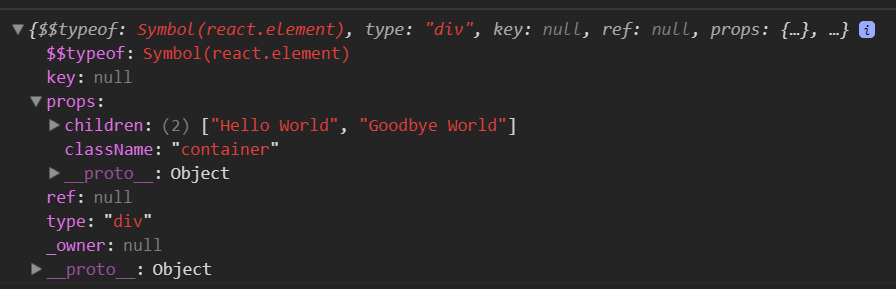 ▼{$$typeof: Symbol(react.element), type: "div", key: null, ref: null, props: {…}, …} i
$$typeof: Symbol(react.element)
key: null
▼props:
▶children: (2) ["Hello World", "Goodbye World"]
className: "container"
▶__proto__: Object
ref: null
type: "div"
_owner: null
▶__proto__: Object